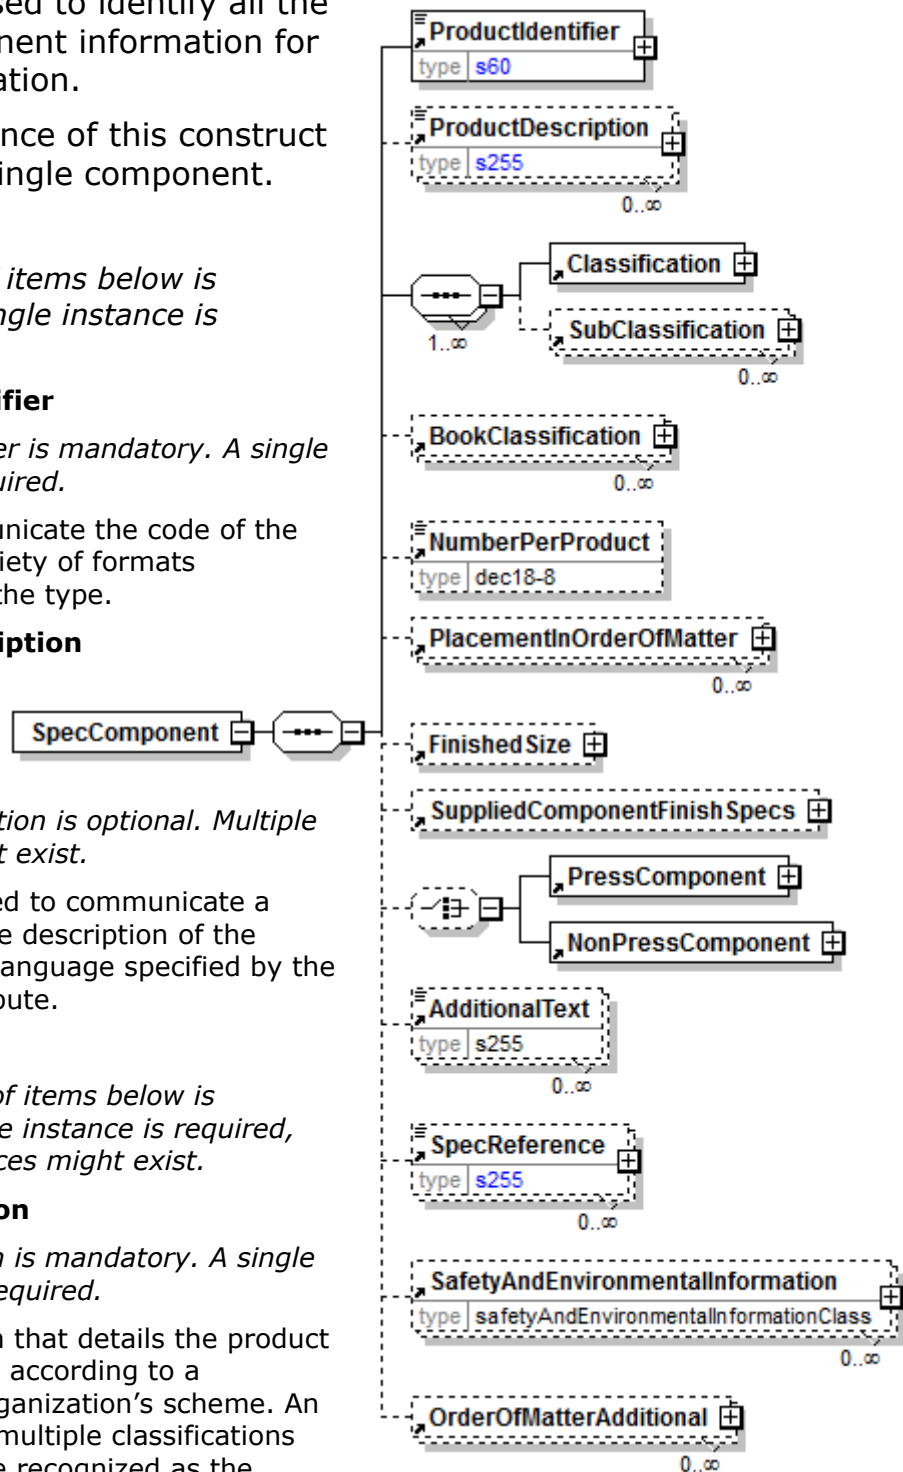 sed to identify all the
nent information for
ation.
nce of this construct
ingle component.
items below is
ngle instance is
ifier
er is mandatory. A single
uired.
unicate the code of the
riety of formats
the type.
iption
tion is optional. Multiple
t exist.
ed to communicate a
e description of the
language specified by the
bute.
of items below is
e instance is required,
ces might exist.
on
n is mandatory. A single
equired.
n that details the product
according to a
ganization's scheme. An
multiple classifications
e recognized as the
SpecComponent
ProductIdentifier
type s60
ProductDescription
type s255
0..∞
1..∞
Classification
SubClassification
0..∞
BookClassification
0..∞
NumberPerProduct
type dec18-8
PlacementInOrderOfMatter
0..∞
FinishedSize
SuppliedComponentFinishSpecs
PressComponent
NonPressComponent
AdditionalText
type s255
0..∞
SpecReference
type s255
0..∞
SafetyAndEnvironmentalInformation
type safetyAndEnvironmentalInformationClass
0..∞
OrderOfMatterAdditional
0..∞